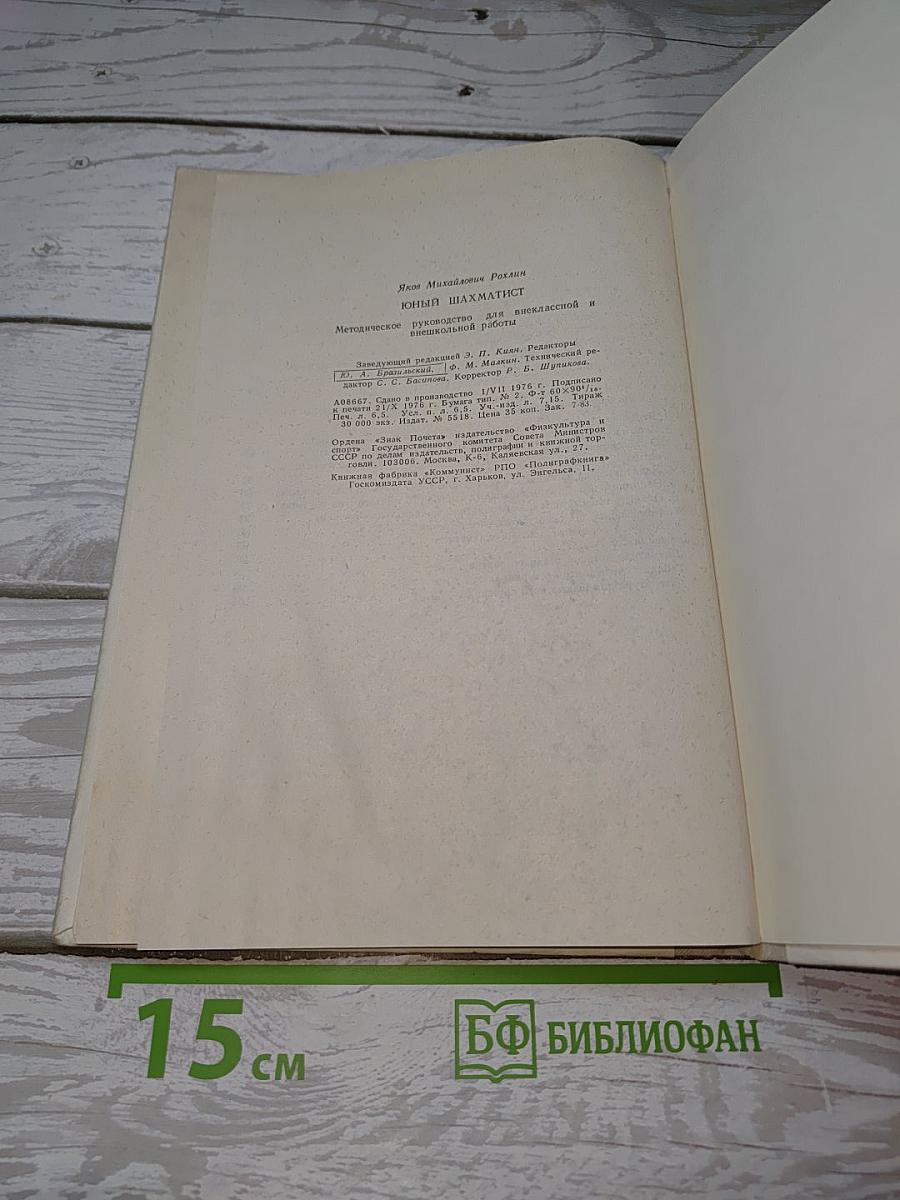 Яков Михайлович Рохлин
ЮНЫЙ ШАХМАТИСТ
Методическое руководство для внеклассной и
внешкольной работы
Заведующий редакцией Э. П. Киян. Редакторы
Ю. А. Бразильский, Ф. М. Малкин. Технический ре-
дактор С. С. Басипова. Корректор Р. Б. Шупикова.
А08667. Сдано в производство 1/VII 1976 г. Подписано
к печати 21/X 1976 г. Бумага тип. № 2. Ф-т 60×90¹/₁₆.
Печ. л. 6,5. Усл. п. л. 6,5. Уч.-изд. л. 7,15. Тираж
30 000 экз. Издат. № 5518. Цена 35 коп. Зак. 7-83.
Ордена «Знак Почета» издательство «Физкультура и
спорт» Государственного комитета Совета Министров
СССР по делам издательств, полиграфии и книжной тор-
говли. 103006. Москва, К-6, Каляевская ул., 27.
Книжная фабрика «Коммунист» РПО «Полиграфкнига»
Госкомиздата УССР, г. Харьков, ул. Энгельса, 11.
15 см
БФ БИБЛИОФАН